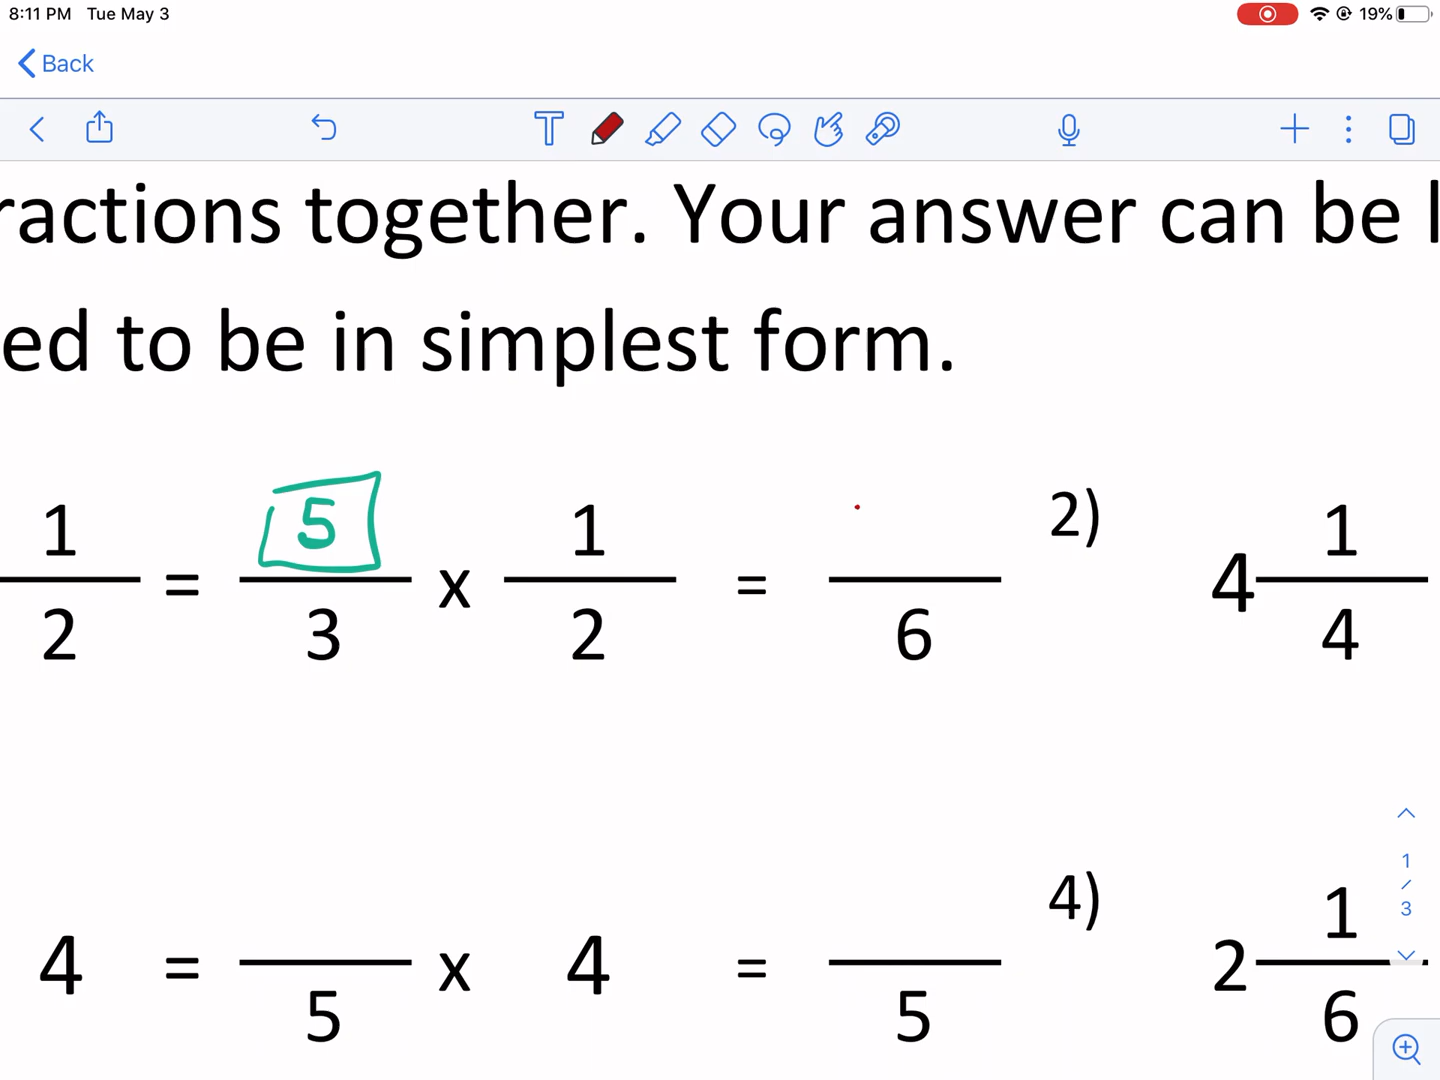 8:11 PM Tue May 3 19%
Back
ractions together. Your answer can be l
ed to be in simplest form.
1/2 = 5/3 x 1/2 = /6 2) 4 1/4
4 = /5 x 4 = /5 4) 2 1/6
1/3